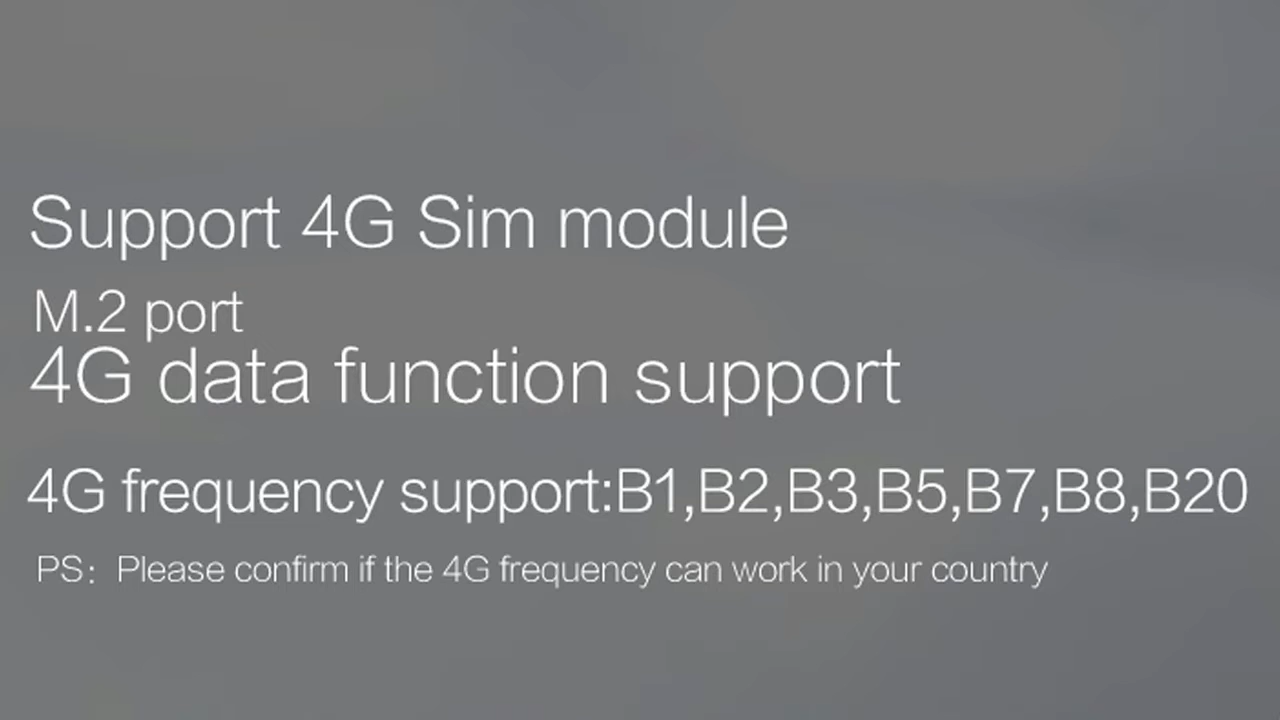 Support 4G Sim module
M.2 port
4G data function support
4G frequency support:B1,B2,B3,B5,B7,B8,B20
PS：Please confirm if the 4G frequency can work in your country